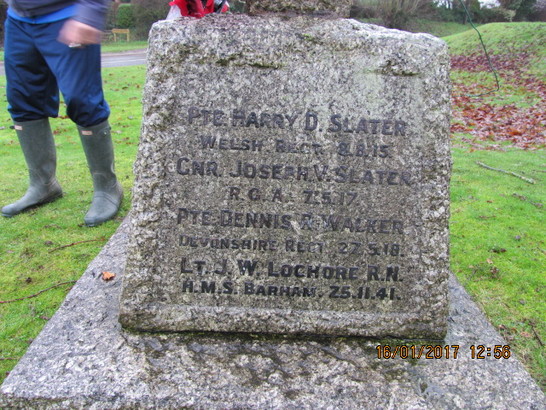 PTE HARRY D. SLATER
WELSH REGT. 8.8.15.
GNR. JOSEPH V. SLATER
R.G.A. 7.5.17.
PTE DENNIS R. WALKER
DEVONSHIRE REGT. 27.5.18.
LT J. W. LOCHORE R.N.
H.M.S. BARHAM. 25.11.41.
16/01/2017 12:56